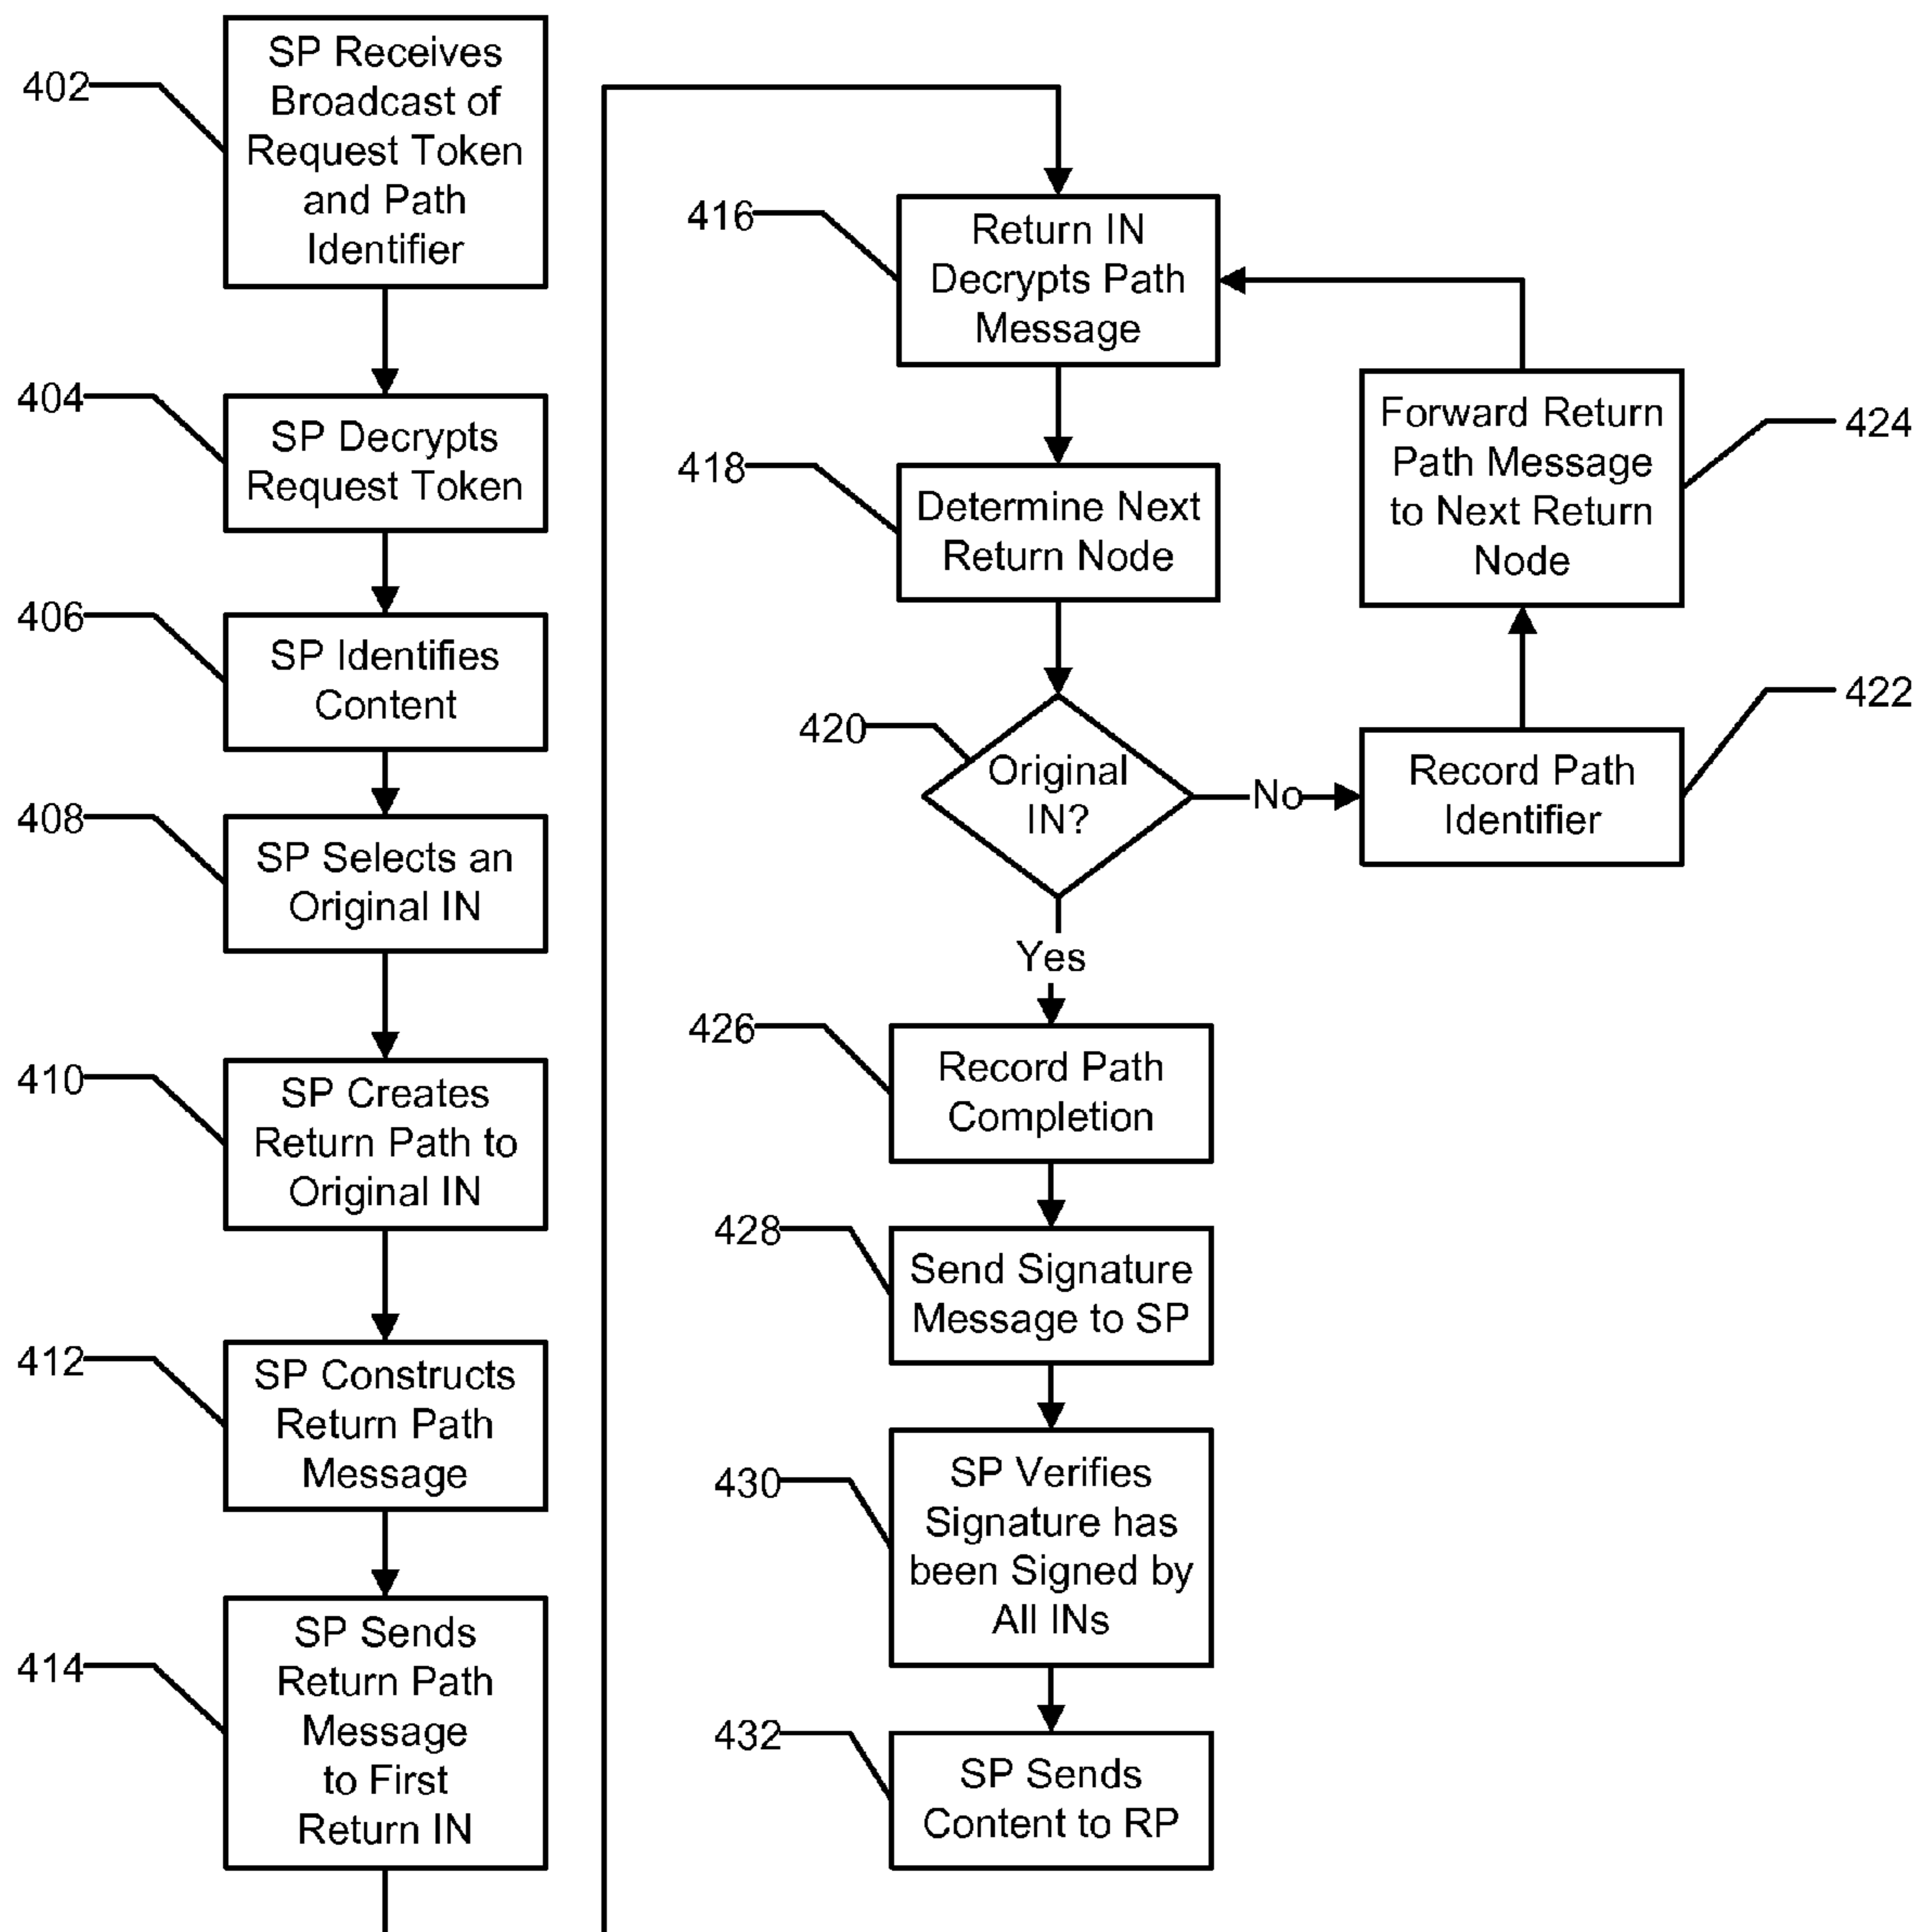 402
SP Receives
Broadcast of
Request Token
and Path
Identifier
404
SP Decrypts
Request Token
406
SP Identifies
Content
408
SP Selects an
Original IN
410
SP Creates
Return Path to
Original IN
412
SP Constructs
Return Path
Message
414
SP Sends
Return Path
Message
to First
Return IN
416
Return IN
Decrypts Path
Message
418
Determine Next
Return Node
420
Original
IN?
No
422
Record Path
Identifier
424
Forward Return
Path Message
to Next Return
Node
Yes
426
Record Path
Completion
428
Send Signature
Message to SP
430
SP Verifies
Signature has
been Signed by
All INs
432
SP Sends
Content to RP